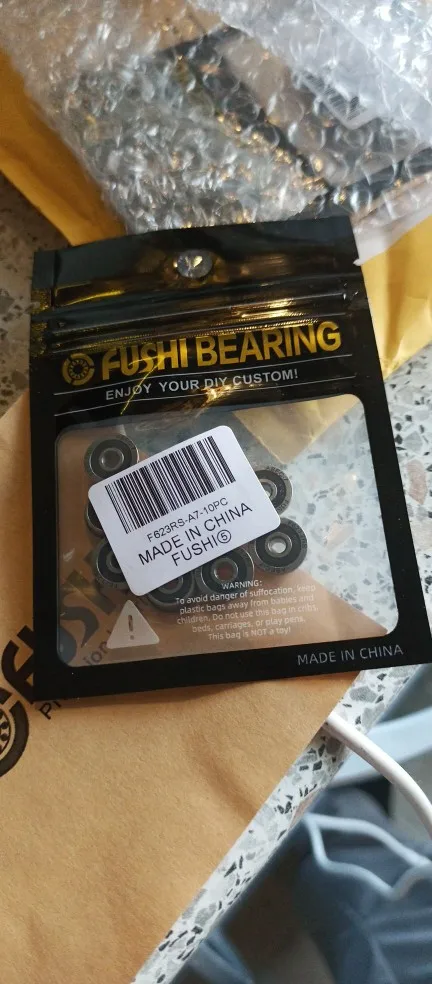 FUSHI BEARING
ENJOY YOUR DIY CUSTOM!
F623RS-A7-10PC
MADE IN CHINA
FUSHI⑤
WARNING:
To avoid danger of suffocation, keep
plastic bags away from babies and
children. Do not use this bag in cribs
beds, carriages, or play pens.
This bag is NOT a toy!
MADE IN CHINA